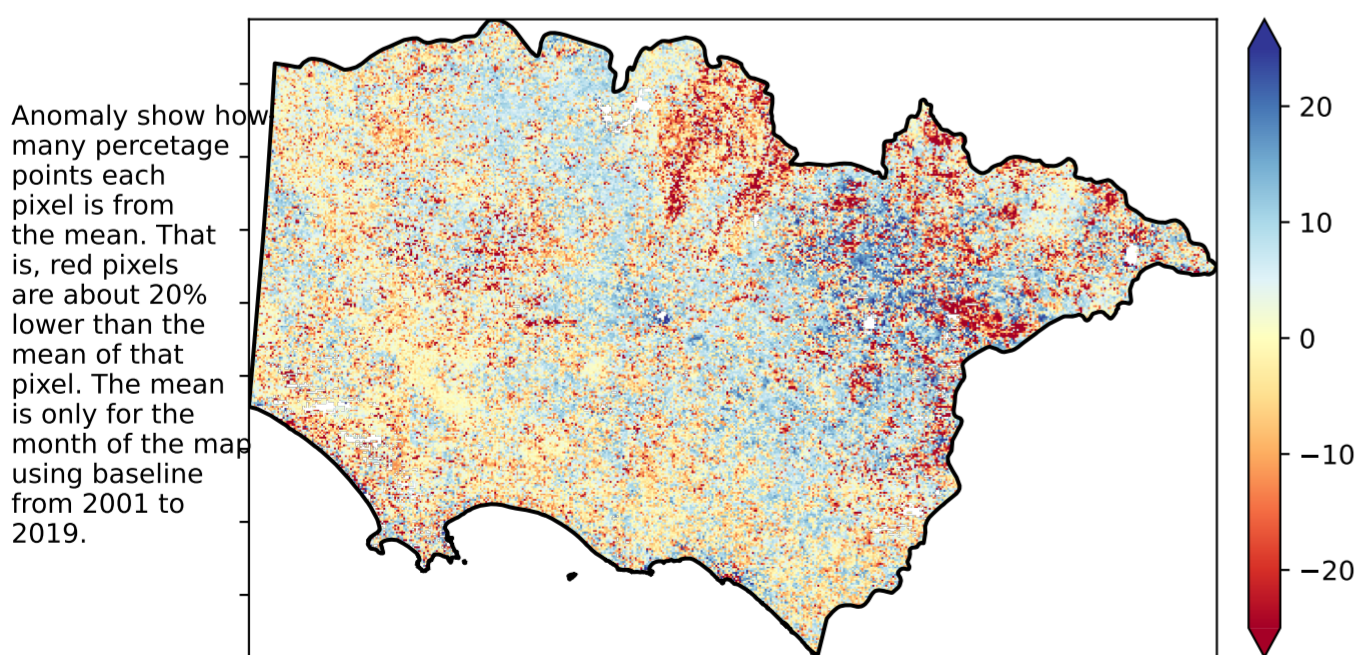 Anomaly show how
many percetage
points each
pixel is from
the mean. That
is, red pixels
are about 20%
lower than the
mean of that
pixel. The mean
is only for the
month of the map
using baseline
from 2001 to
2019.
20
10
0
−10
−20